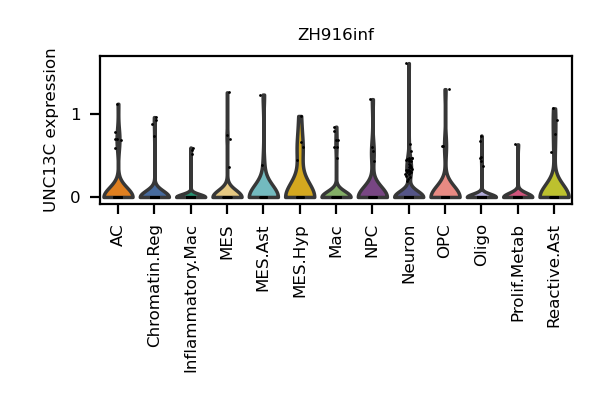 ZH916inf
UNC13C expression
1
0
AC
Chromatin.Reg
Inflammatory.Mac
MES
MES.Ast
MES.Hyp
Mac
NPC
Neuron
OPC
Oligo
Prolif.Metab
Reactive.Ast